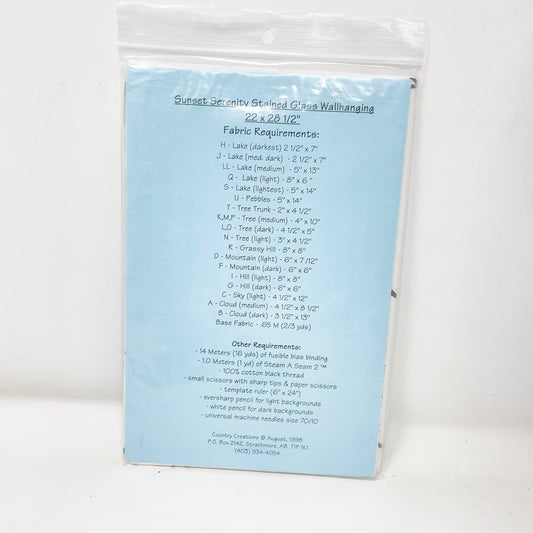 Sunset Serenity Stained Glass Wallhanging
22 x 28 1/2"
Fabric Requirements:
H - Lake (darkest) 2 1/2" x 7"
J - Lake (med. dark) - 2 1/2" x 7"
LL - Lake (medium) - 5" x 13"
Q - Lake (light) - 8" x 6 "
S - Lake (lightest) - 5" x 14"
U - Pebbles - 5" x 14"
T - Tree Trunk - 2" x 4 1/2"
K,M,P - Tree (medium) - 4" x 10"
L,O - Tree (dark) - 4 1/2" x 5"
N - Tree (light) - 3" x 4 1/2"
R - Grassy Hill - 8" x 8"
D - Mountain (light) - 6" x 7 /12"
F - Mountain (dark) - 6" x 6"
I - Hill (light) - 8" x 8"
G - Hill (dark) - 6" x 6"
C - Sky (light) - 4 1/2" x 12"
A - Cloud (medium) - 4 1/2" x 8 1/2"
B - Cloud (dark) - 3 1/2" x 13"
Base Fabric - .65 M (2/3 yds)
Other Requirements:
- 14 Meters (16 yds) of fusible bias binding
- 1.0 Meters (1 yd) of Steam A Seam 2 ™
- 100% cotton black thread
- small scissors with sharp tips & paper scissors
- template ruler (6" x 24")
- eversharp pencil for light backgrounds
- white pencil for dark backgrounds
- universal machine needles size 70/10
Country Creations @ August, 1998
P.O. Box 2142, Strathmore, AB T1P 1K1
(403) 934-4054